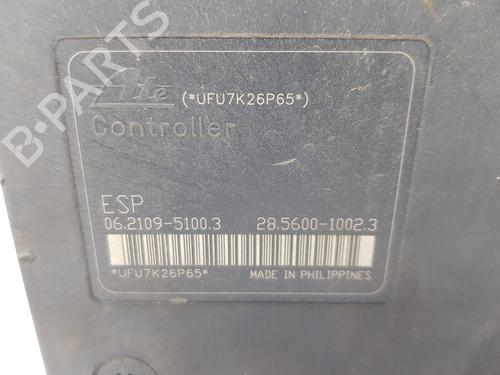 Ate (*UFU7K26P65*)
Controller
ESP
06.2109-5100.3 28.5600-1002.3
*UFU7K26P65* MADE IN PHILIPPINES
B-PARTS